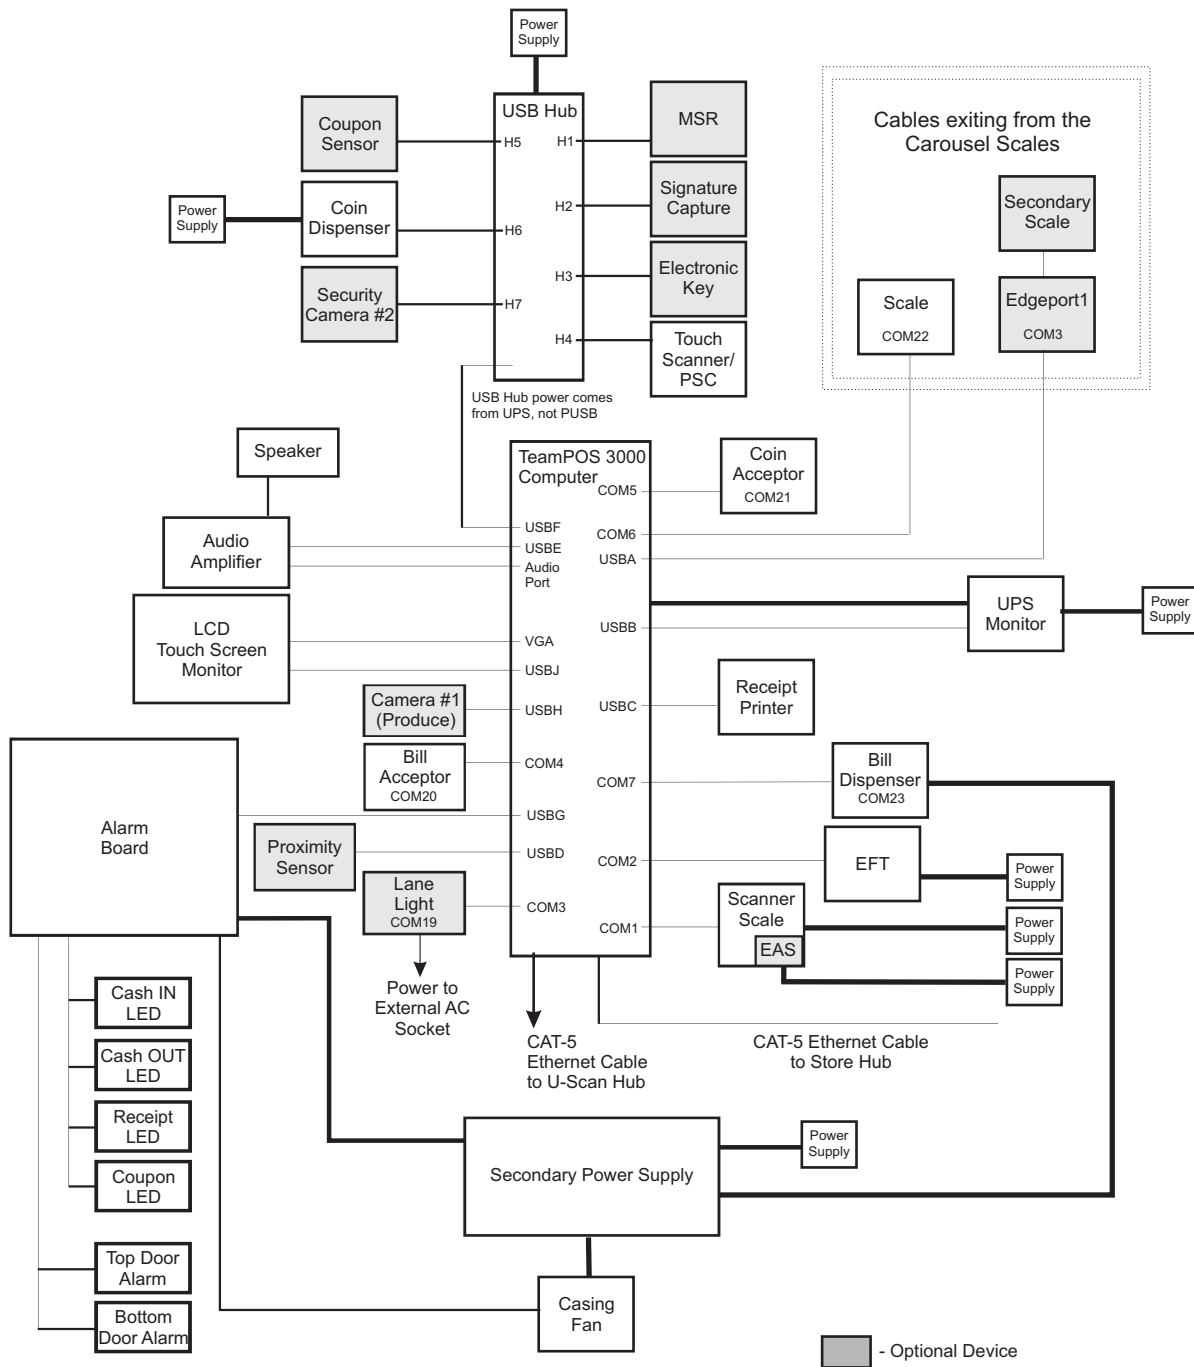 Power
Supply
USB Hub
Coupon
Sensor
H5
H1
MSR
Cables exiting from the
Carousel Scales
Power
Supply
Coin
Dispenser
H6
H2
Signature
Capture
Secondary
Scale
Security
Camera #2
H7
H3
Electronic
Key
Scale
COM22
Edgeport1
COM3
H4
Touch
Scanner/
PSC
USB Hub power comes
from UPS, not PUSB
Speaker
TeamPOS 3000
Computer
COM5
Coin
Acceptor
COM21
Audio
Amplifier
USBF
USBE
Audio
Port
COM6
USBA
LCD
Touch Screen
Monitor
VGA
USBJ
USBB
UPS
Monitor
Power
Supply
Camera #1
(Produce)
USBH
USBC
Receipt
Printer
Bill
Acceptor
COM20
COM4
COM7
Bill
Dispenser
COM23
Alarm
Board
USBG
Proximity
Sensor
USBD
COM2
EFT
Power
Supply
Lane
Light
COM19
COM3
COM1
Scanner
Scale
EAS
Power
Supply
Power
Supply
Cash IN
LED
Power to
External AC
Socket
CAT-5
Ethernet Cable
to U-Scan Hub
CAT-5 Ethernet Cable
to Store Hub
Cash OUT
LED
Receipt
LED
Coupon
LED
Secondary Power Supply
Power
Supply
Top Door
Alarm
Bottom
Door Alarm
Casing
Fan
- Optional Device